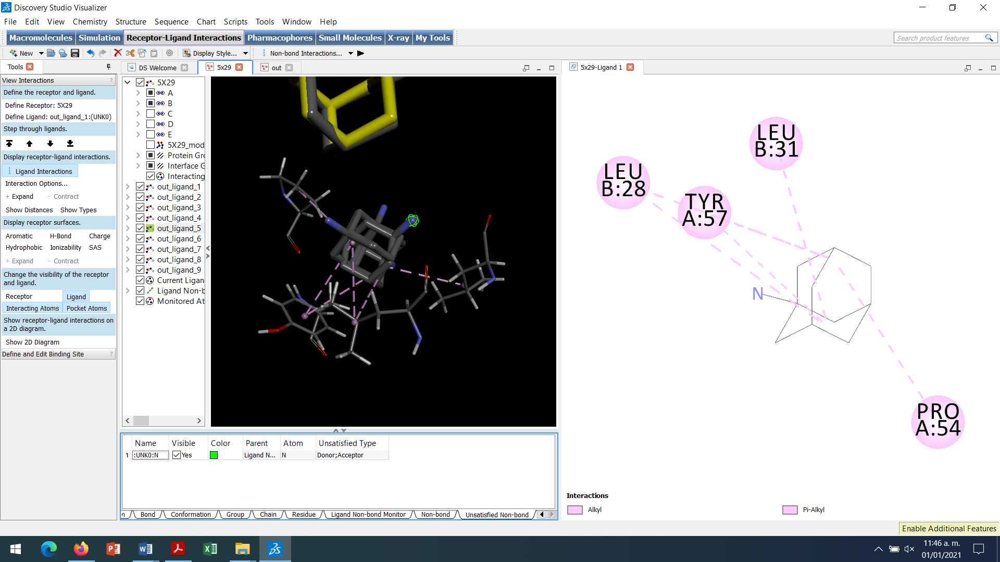 Discovery Studio Visualizer
File Edit View Chemistry Structure Sequence Chart Scripts Tools Window Help
Macromolecules Simulation Receptor-Ligand Interactions Pharmacophores Small Molecules X-ray My Tools
Search product features
New Display Style... Non-bond Interactions...
Tools
View Interactions ?
Define the receptor and ligand.
Define Receptor: 5X29
Define Ligand: out_ligand_1:(UNK0)
Step through ligands.
Display receptor-ligand interactions.
Ligand Interactions
Interaction Options...
+ Expand - Contract
Show Distances Show Types
Display receptor surfaces.
Aromatic H-Bond Charge
Hydrophobic Ionizability SAS
+ Expand - Contract
Change the visibility of the receptor
and ligand.
Receptor Ligand
Interacting Atoms Pocket Atoms
Show receptor-ligand interactions on
a 2D diagram.
Show 2D Diagram
Define and Edit Binding Site ?
DS Welcome 5x29 out
5X29
A
B
C
D
E
5X29_mod
Protein Gro
Interface G
Interacting
out_ligand_1
out_ligand_2
out_ligand_3
out_ligand_4
out_ligand_5
out_ligand_6
out_ligand_7
out_ligand_8
out_ligand_9
Current Ligan
Ligand Non-b
Monitored At
Name Visible Color Parent Atom Unsatisfied Type
1 :UNK0:N Yes Ligand N... N Donor;Acceptor
Bond Conformation Group Chain Residue Ligand Non-bond Monitor Non-bond Unsatisfied Non-bond
5x29-Ligand 1
LEU
B:31
LEU
B:28
TYR
A:57
N
PRO
A:54
Interactions
Alkyl Pi-Alkyl
Enable Additional Features
11:46 a. m.
01/01/2021